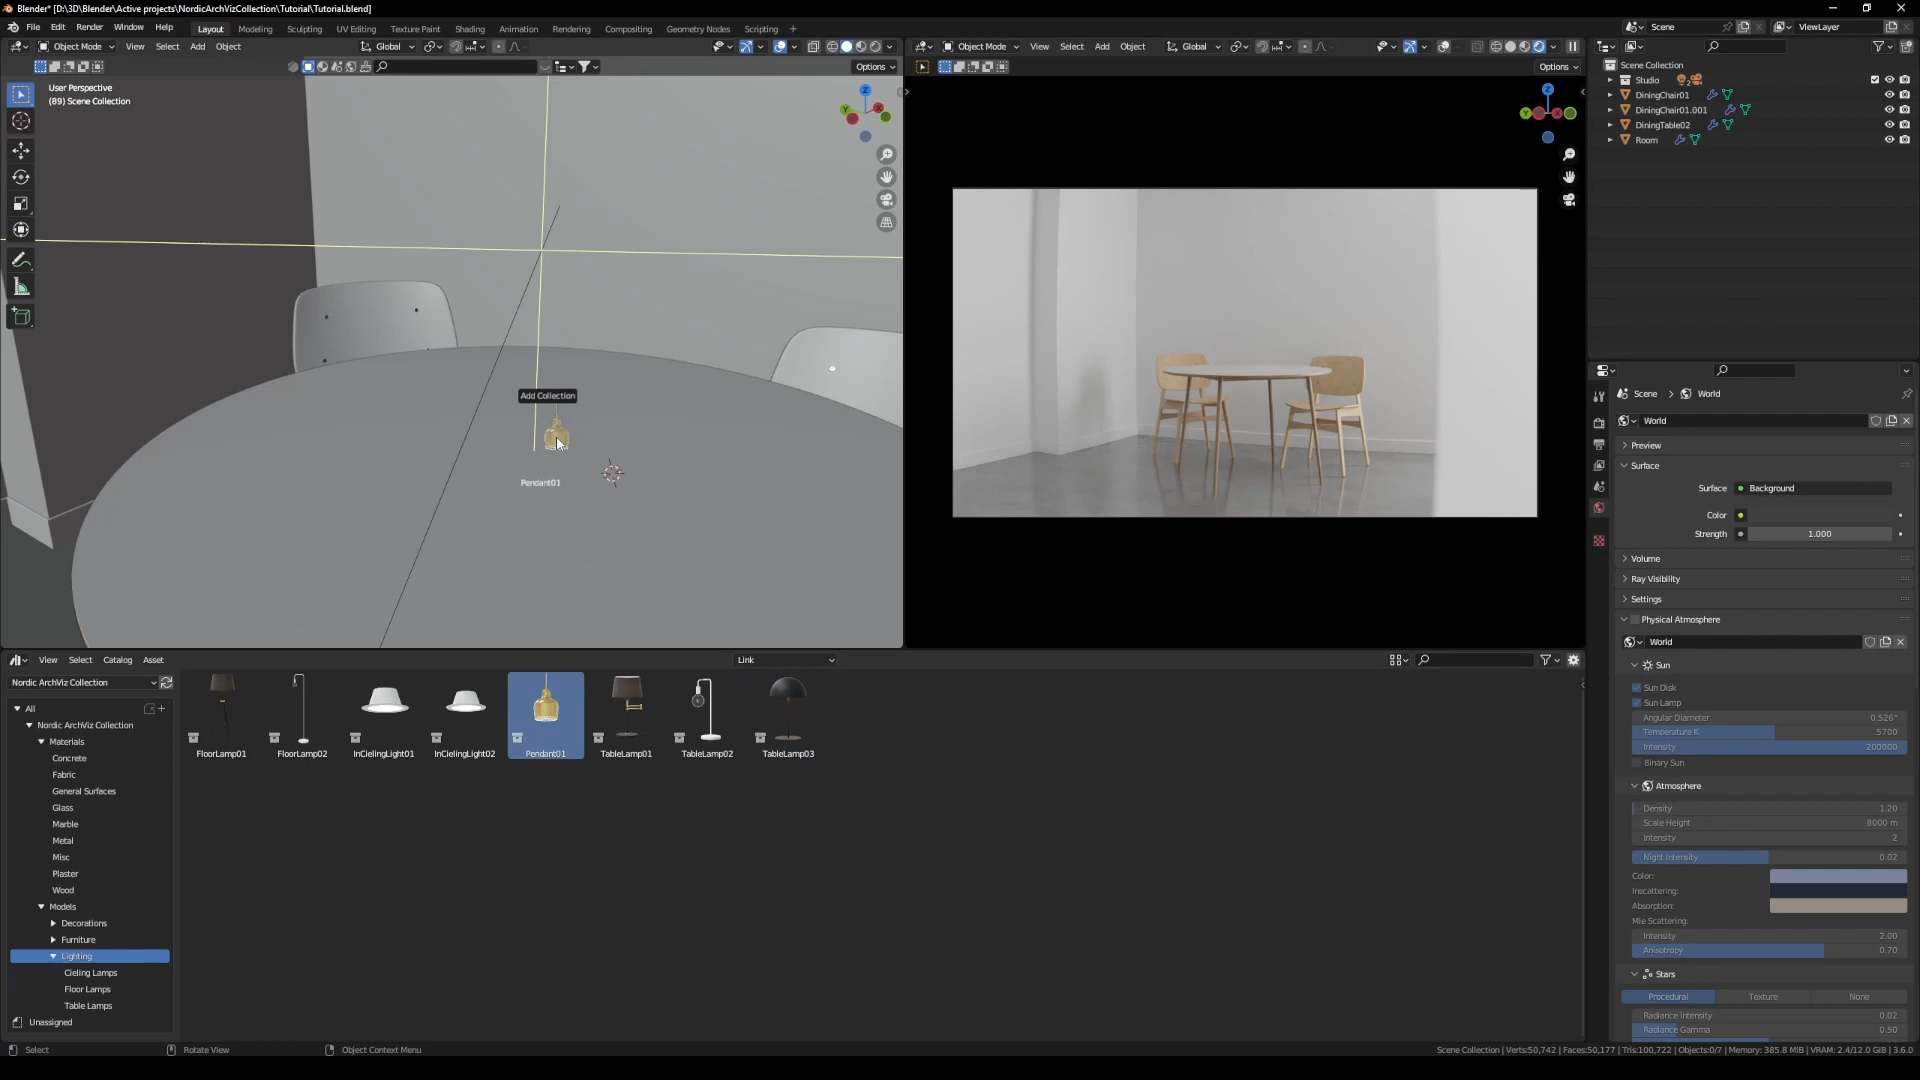 Blender* [D:\3D\Blender\Active projects\NordicArchVizCollection\Tutorial\Tutorial.blend]
File Edit Render Window Help Layout Modeling Sculpting UV Editing Texture Paint Shading Animation Rendering Compositing Geometry Nodes Scripting + Scene ViewLayer
Object Mode View Select Add Object Global
Object Mode View Select Add Object Global
Options
Options
User Perspective
(89) Scene Collection
Z
Y
X
Z
Y
X
Add Collection
Pendant01
Scene Collection
Studio 2
DiningChair01
DiningChair01.001
DiningTable02
Room
Scene > World
World
Preview
Surface
Surface Background
Color
Strength 1.000
Volume
Ray Visibility
Settings
Physical Atmosphere
World
Sun
Sun Disk
Sun Lamp
Angular Diameter 0.526°
Temperature K 5700
Intensity 200000
Binary Sun
Atmosphere
Density 1.20
Scale Height 8000 m
Intensity 2
Night Intensity 0.02
Color:
Inscattering:
Absorption:
Mie Scattering:
Intensity 2.00
Anisotropy 0.70
Stars
Procedural Texture None
Radiance Intensity 0.02
Radiance Gamma 0.50
View Select Catalog Asset Link
Nordic ArchViz Collection
All
Nordic ArchViz Collection
Materials
Concrete
Fabric
General Surfaces
Glass
Marble
Metal
Misc
Plaster
Wood
Models
Decorations
Furniture
Lighting
Cleling Lamps
Floor Lamps
Table Lamps
Unassigned
FloorLamp01 FloorLamp02 InCielingLight01 InCielingLight02 Pendant01 TableLamp01 TableLamp02 TableLamp03
Select Rotate View Object Context Menu
Scene Collection | Verts:50,742 | Faces:50,177 | Tris:100,722 | Objects:0/7 | Memory: 385.8 MiB | VRAM: 2.4/12.0 GiB | 3.6.0